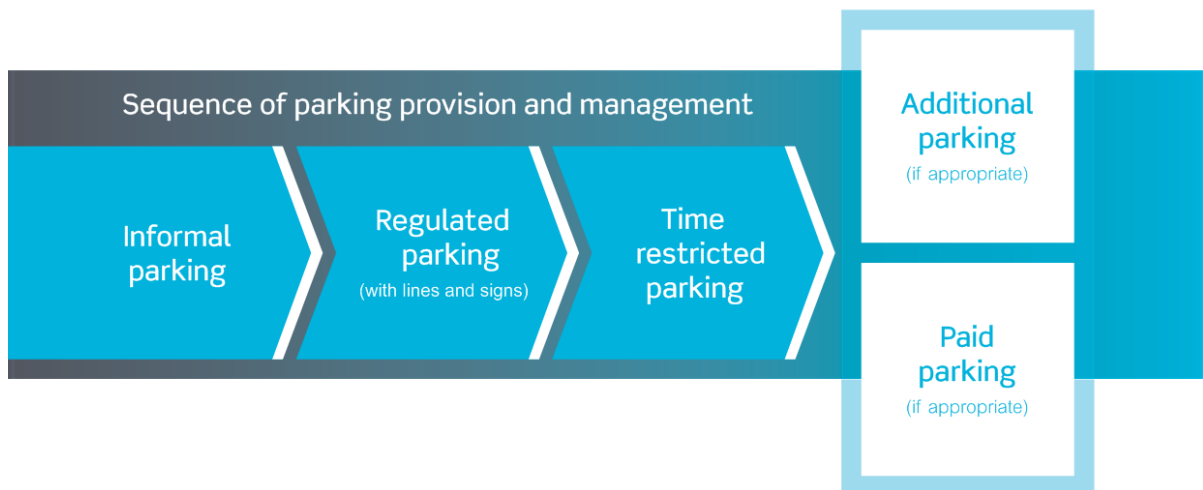 Sequence of parking provision and management
Informal
parking
Regulated
parking
(with lines and signs)
Time
restricted
parking
Additional
parking
(if appropriate)
Paid
parking
(if appropriate)